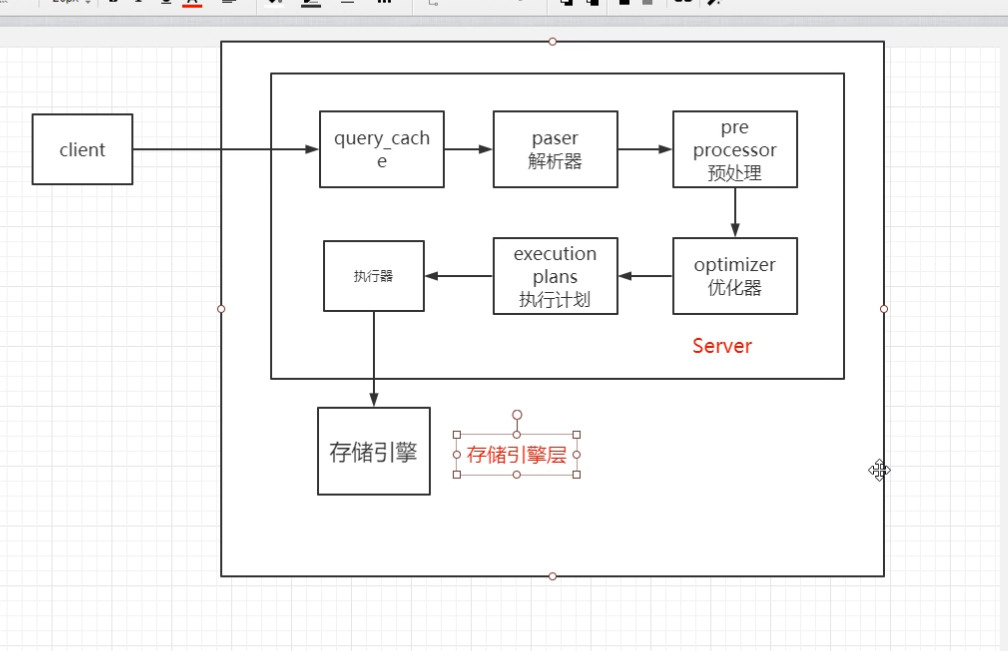 client
query_cach
e
paser
解析器
pre
processor
预处理
执行器
execution
plans
执行计划
optimizer
优化器
Server
存储引擎
存储引擎层